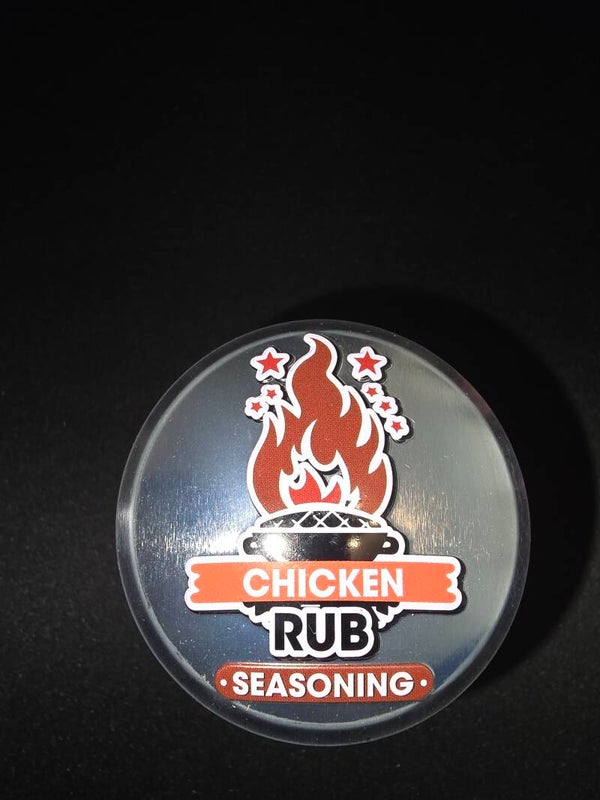 CHICKEN
RUB
• SEASONING •